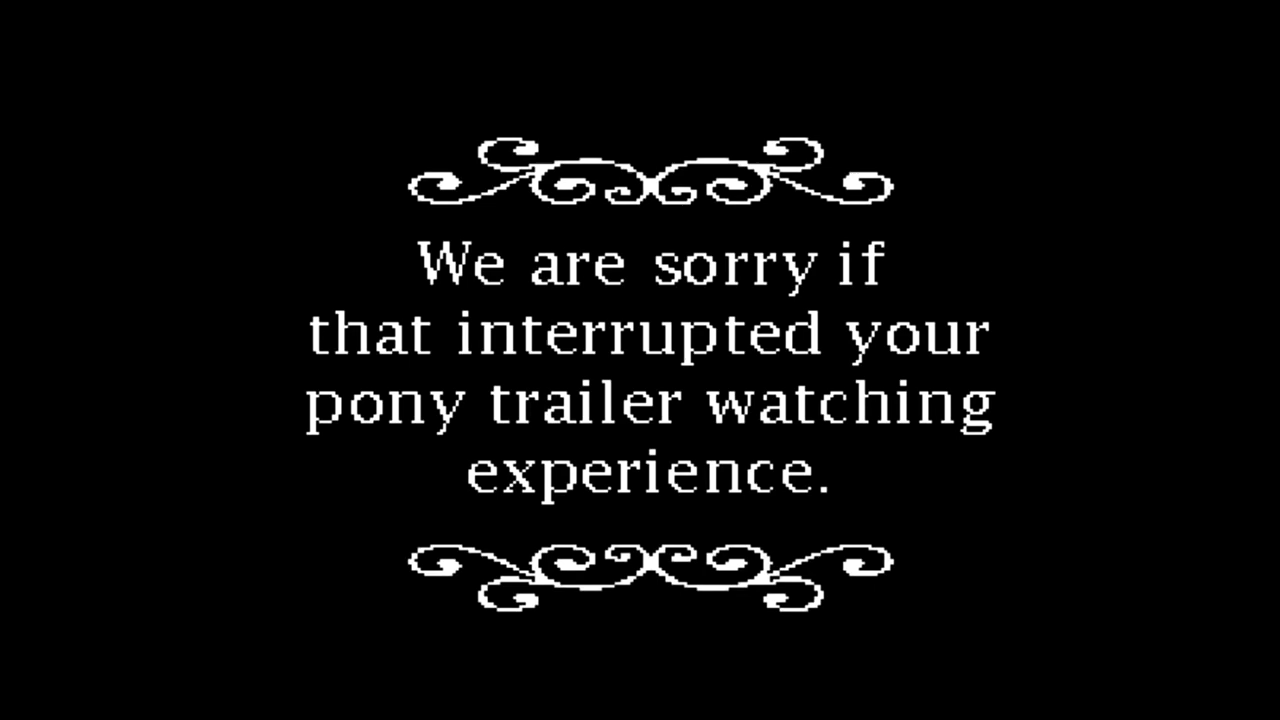 We are sorry if
that interrupted your
pony trailer watching
experience.